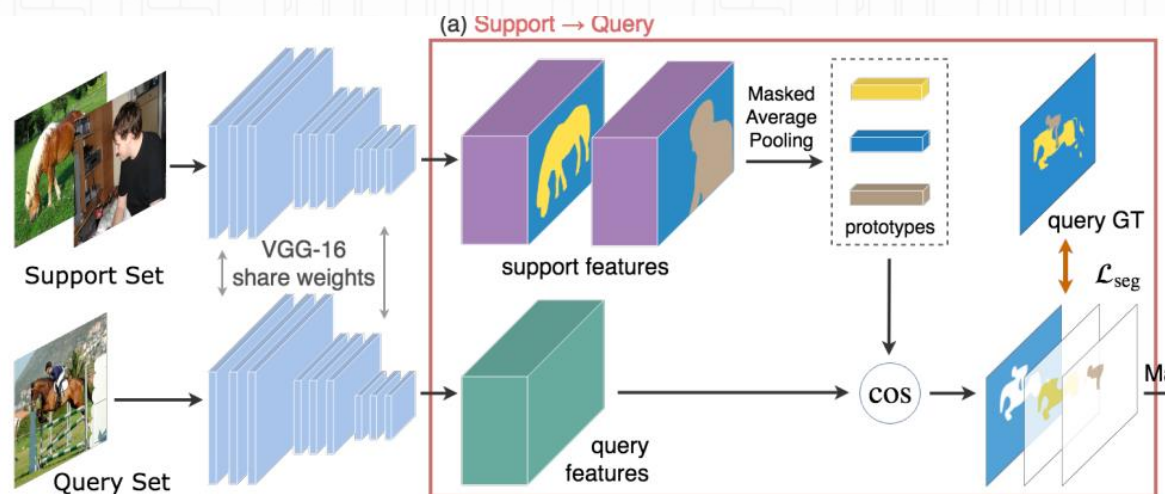 (a) Support → Query
Masked
Average
Pooling
prototypes
query GT
support features
VGG-16
share weights
Support Set
ℒseg
cos
Ma
query
features
Query Set